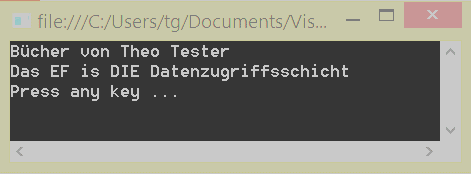 file:///C:/Users/tg/Documents/Vis...
Bücher von Theo Tester
Das EF is DIE Datenzugriffsschicht
Press any key ...